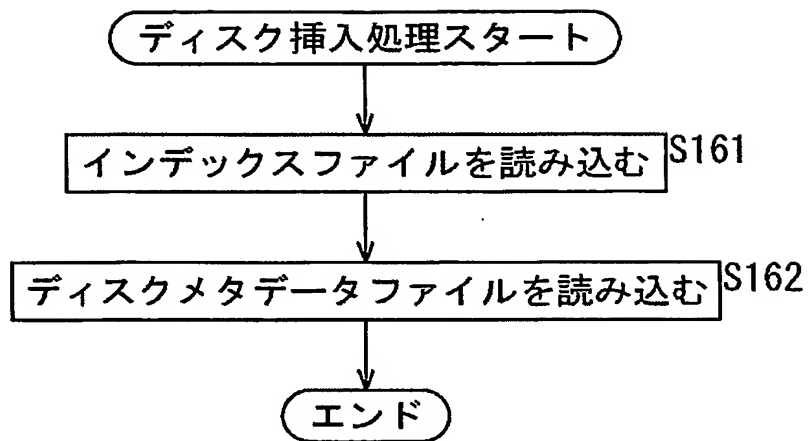 ディスク挿入処理スタート
インデックスファイルを読み込む S161
ディスクメタデータファイルを読み込む S162
エンド